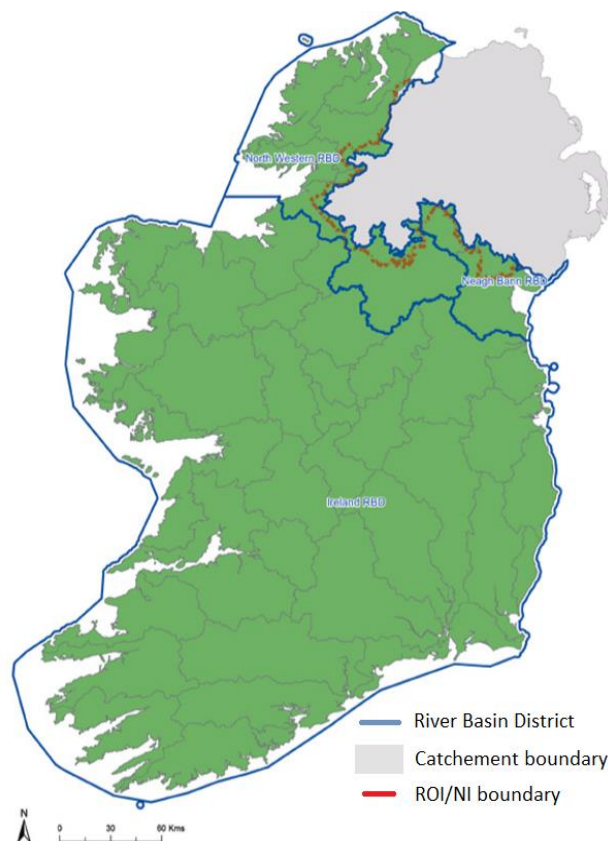 North Western RBD
Neagh Bann RBD
Ireland RBD
River Basin District
Catchement boundary
ROI/NI boundary
N
0 30 60 Kms